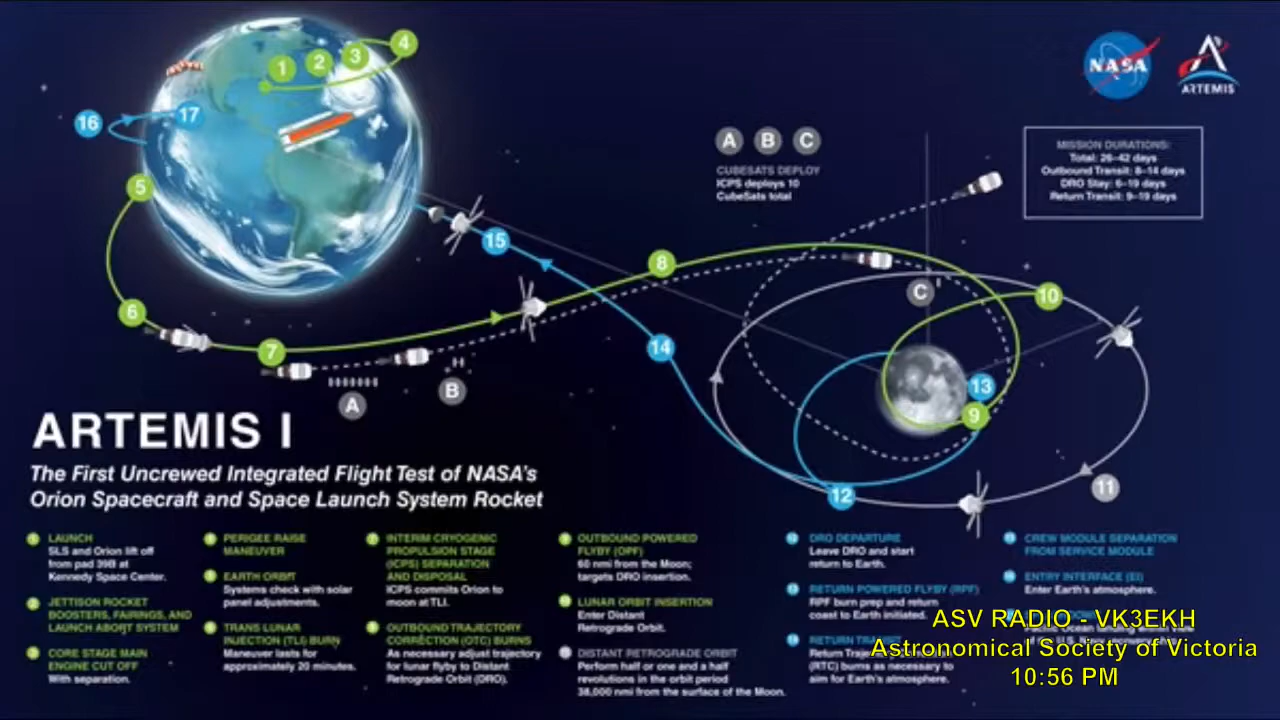 1
2
3
4
NASA
ARTEMIS
16
17
5
6
7
8
15
14
10
13
9
12
11
A B C
CUBESATS DEPLOY
ICPS deploys 10
CubeSats total
MISSION DURATIONS:
Total: 26–42 days
Outbound Transit: 8–14 days
DRO Stay: 6–19 days
Return Transit: 9–19 days
C
A
B
ARTEMIS I
The First Uncrewed Integrated Flight Test of NASA's
Orion Spacecraft and Space Launch System Rocket
LAUNCH
SLS and Orion lift off
from pad 39B at
Kennedy Space Center.
JETTISON ROCKET
BOOSTERS, FAIRINGS, AND
LAUNCH ABORT SYSTEM
CORE STAGE MAIN
ENGINE CUT OFF
With separation.
PERIGEE RAISE
MANEUVER
EARTH ORBIT
Systems check with solar
panel adjustments.
TRANS LUNAR
INJECTION (TLI) BURN
Maneuver lasts for
approximately 20 minutes.
INTERIM CRYOGENIC
PROPULSION STAGE
(ICPS) SEPARATION
AND DISPOSAL
ICPS commits Orion to
moon at TLI.
OUTBOUND TRAJECTORY
CORRECTION (OTC) BURNS
As necessary adjust trajectory
for lunar flyby to Distant
Retrograde Orbit (DRO).
OUTBOUND POWERED
FLYBY (OPF)
60 nmi from the Moon;
targets DRO insertion.
LUNAR ORBIT INSERTION
Enter Distant
Retrograde Orbit.
DISTANT RETROGRADE ORBIT
Perform half or one and a half
revolutions in the orbit period
38,000 nmi from the surface of the Moon.
DRO DEPARTURE
Leave DRO and start
return to Earth.
RETURN POWERED FLYBY (RPF)
RPF burn prep and return
coast to Earth initiated.
RETURN
Return
(RTC) burns as necessary to
aim for Earth's atmosphere.
CREW MODULE SEPARATION
FROM SERVICE MODULE
ENTRY INTERFACE (EI)
Enter Earth's atmosphere.
ASV RADIO - VK3EKH
Astronomical Society of Victoria
10:56 PM